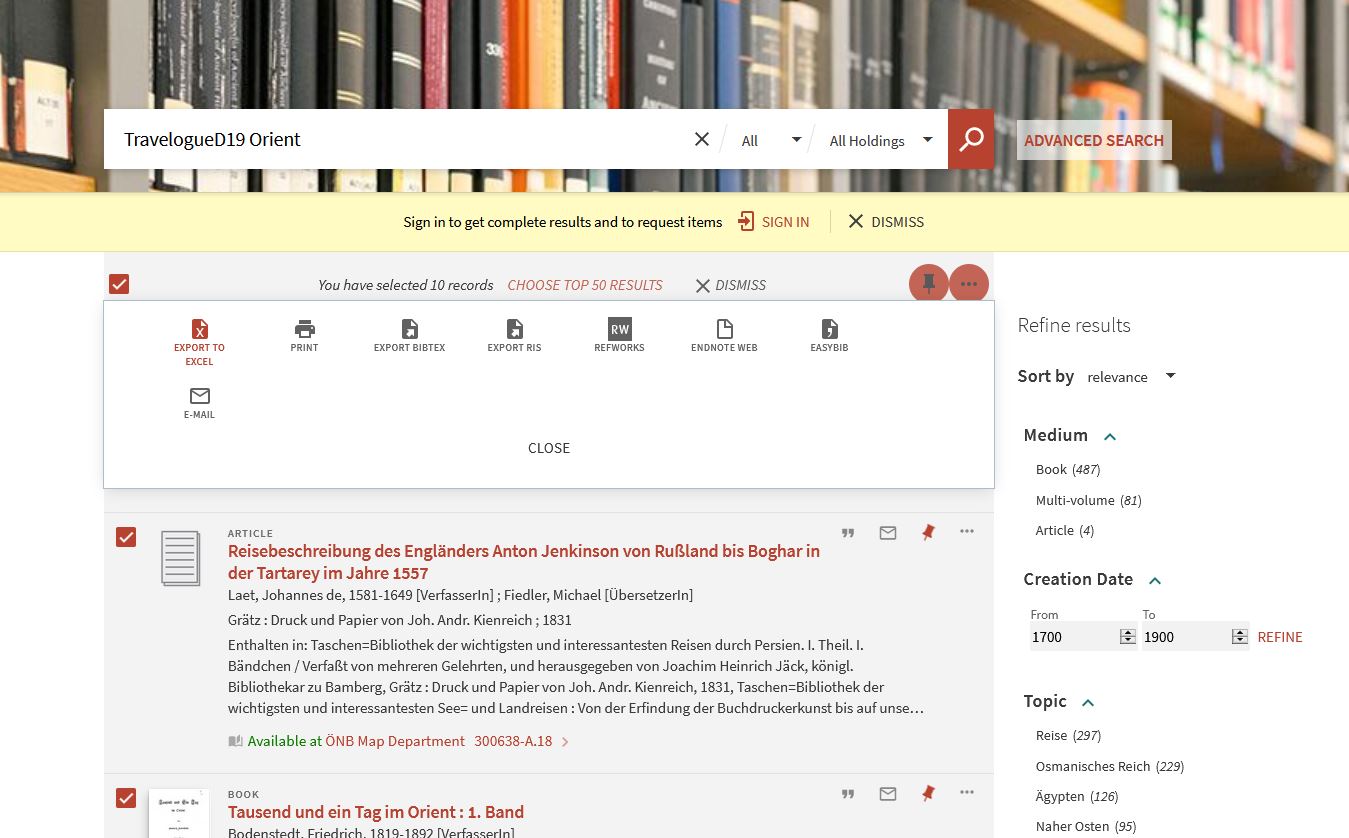 TravelogueD19 Orient
All
All Holdings
ADVANCED SEARCH
Sign in to get complete results and to request items
SIGN IN
DISMISS
You have selected 10 records
CHOOSE TOP 50 RESULTS
DISMISS
EXPORT TO
EXCEL
PRINT
EXPORT BIBTEX
EXPORT RIS
RW
REFWORKS
ENDNOTE WEB
EASYBIB
E-MAIL
CLOSE
ARTICLE
Reisebeschreibung des Engländers Anton Jenkinson von Rußland bis Boghar in
der Tartarey im Jahre 1557
Laet, Johannes de, 1581-1649 [VerfasserIn] ; Fiedler, Michael [ÜbersetzerIn]
Grätz : Druck und Papier von Joh. Andr. Kienreich ; 1831
Enthalten in: Taschen=Bibliothek der wichtigsten und interessantesten Reisen durch Persien. I. Theil. I.
Bändchen / Verfaßt von mehreren Gelehrten, und herausgegeben von Joachim Heinrich Jäck, königl.
Bibliothekar zu Bamberg, Grätz : Druck und Papier von Joh. Andr. Kienreich, 1831, Taschen=Bibliothek der
wichtigsten und interessantesten See= und Landreisen : Von der Erfindung der Buchdruckerkunst bis auf unse…
Available at ÖNB Map Department 300638-A.18
BOOK
Tausend und ein Tag im Orient : 1. Band
Bodenstedt, Friedrich, 1819-1892 [VerfasserIn]
Refine results
Sort by relevance
Medium
Book (487)
Multi-volume (81)
Article (4)
Creation Date
From
To
1700
1900
REFINE
Topic
Reise (297)
Osmanisches Reich (229)
Ägypten (126)
Naher Osten (95)